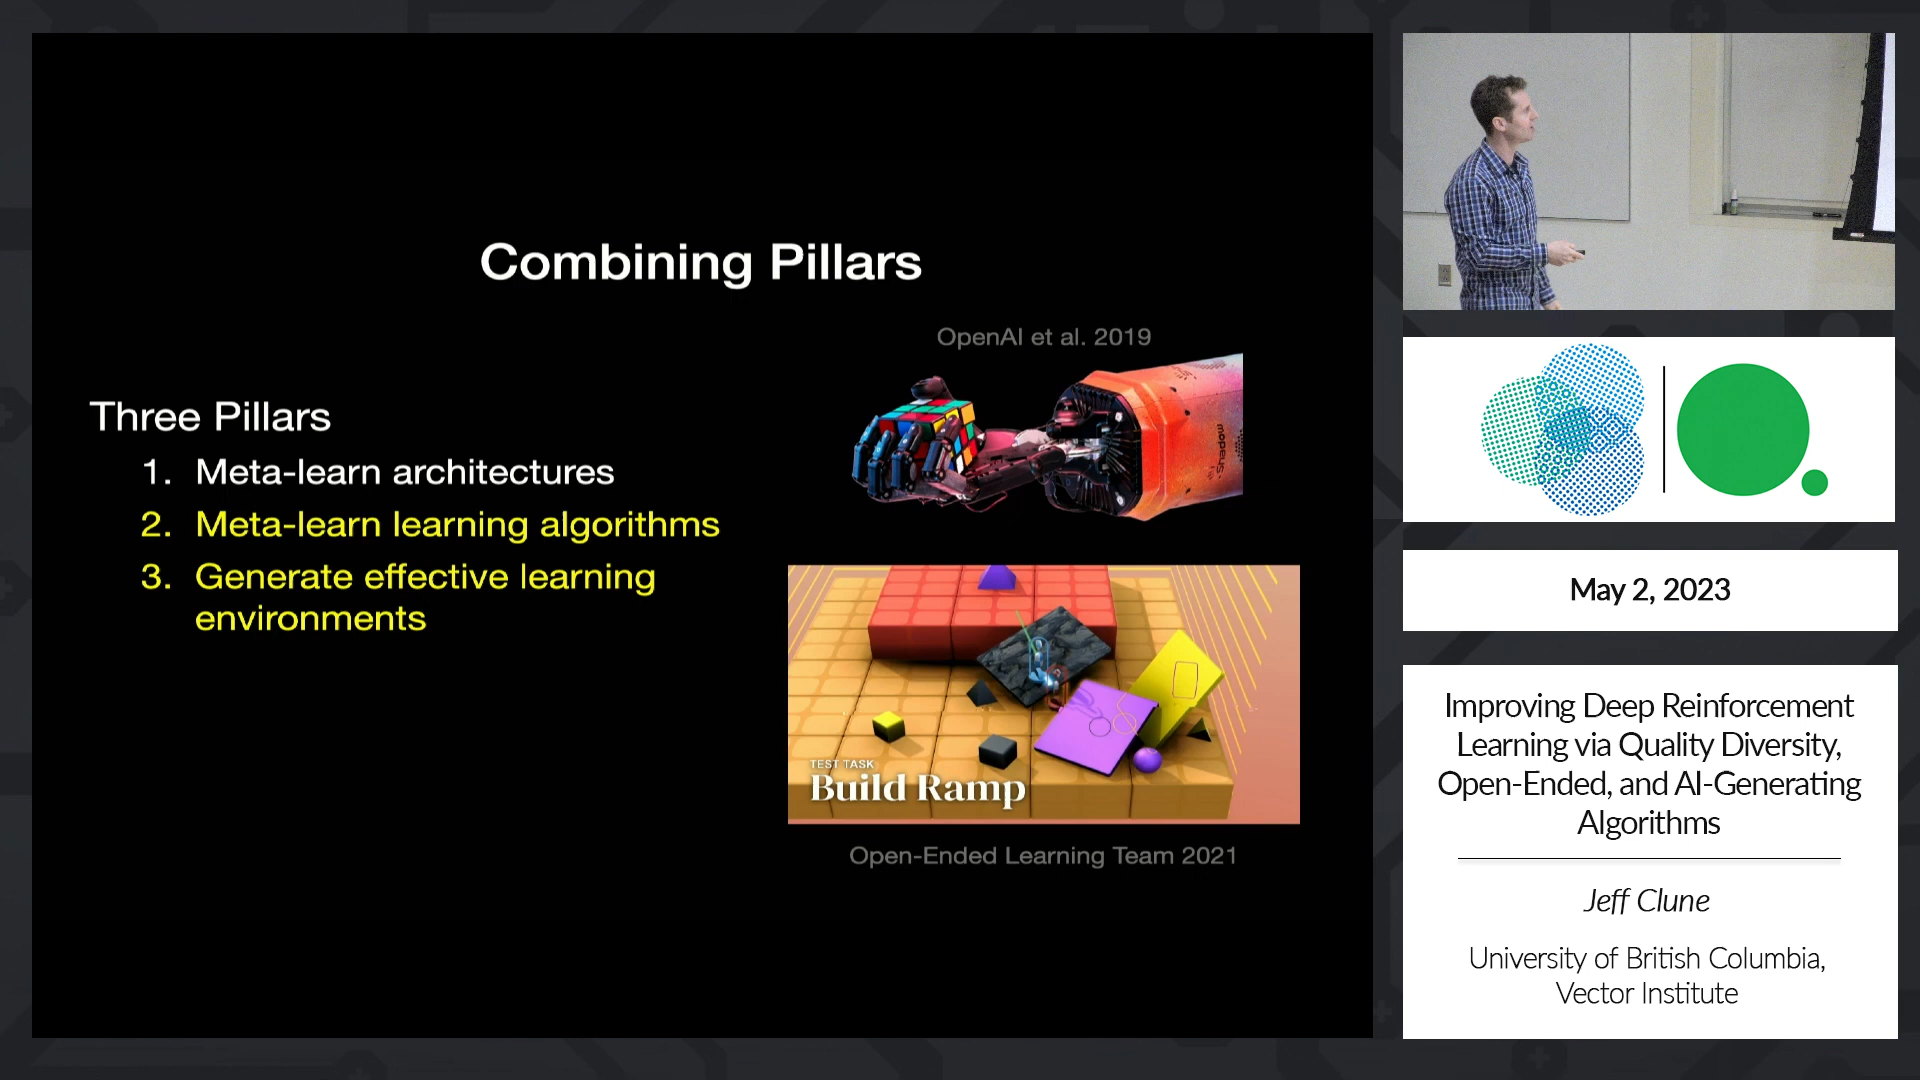 Combining Pillars
OpenAI et al. 2019
Shadow
Three Pillars
1. Meta-learn architectures
2. Meta-learn learning algorithms
3. Generate effective learning
environments
TEST TASK
Build Ramp
Open-Ended Learning Team 2021
May 2, 2023
Improving Deep Reinforcement
Learning via Quality Diversity,
Open-Ended, and AI-Generating
Algorithms
Jeff Clune
University of British Columbia,
Vector Institute